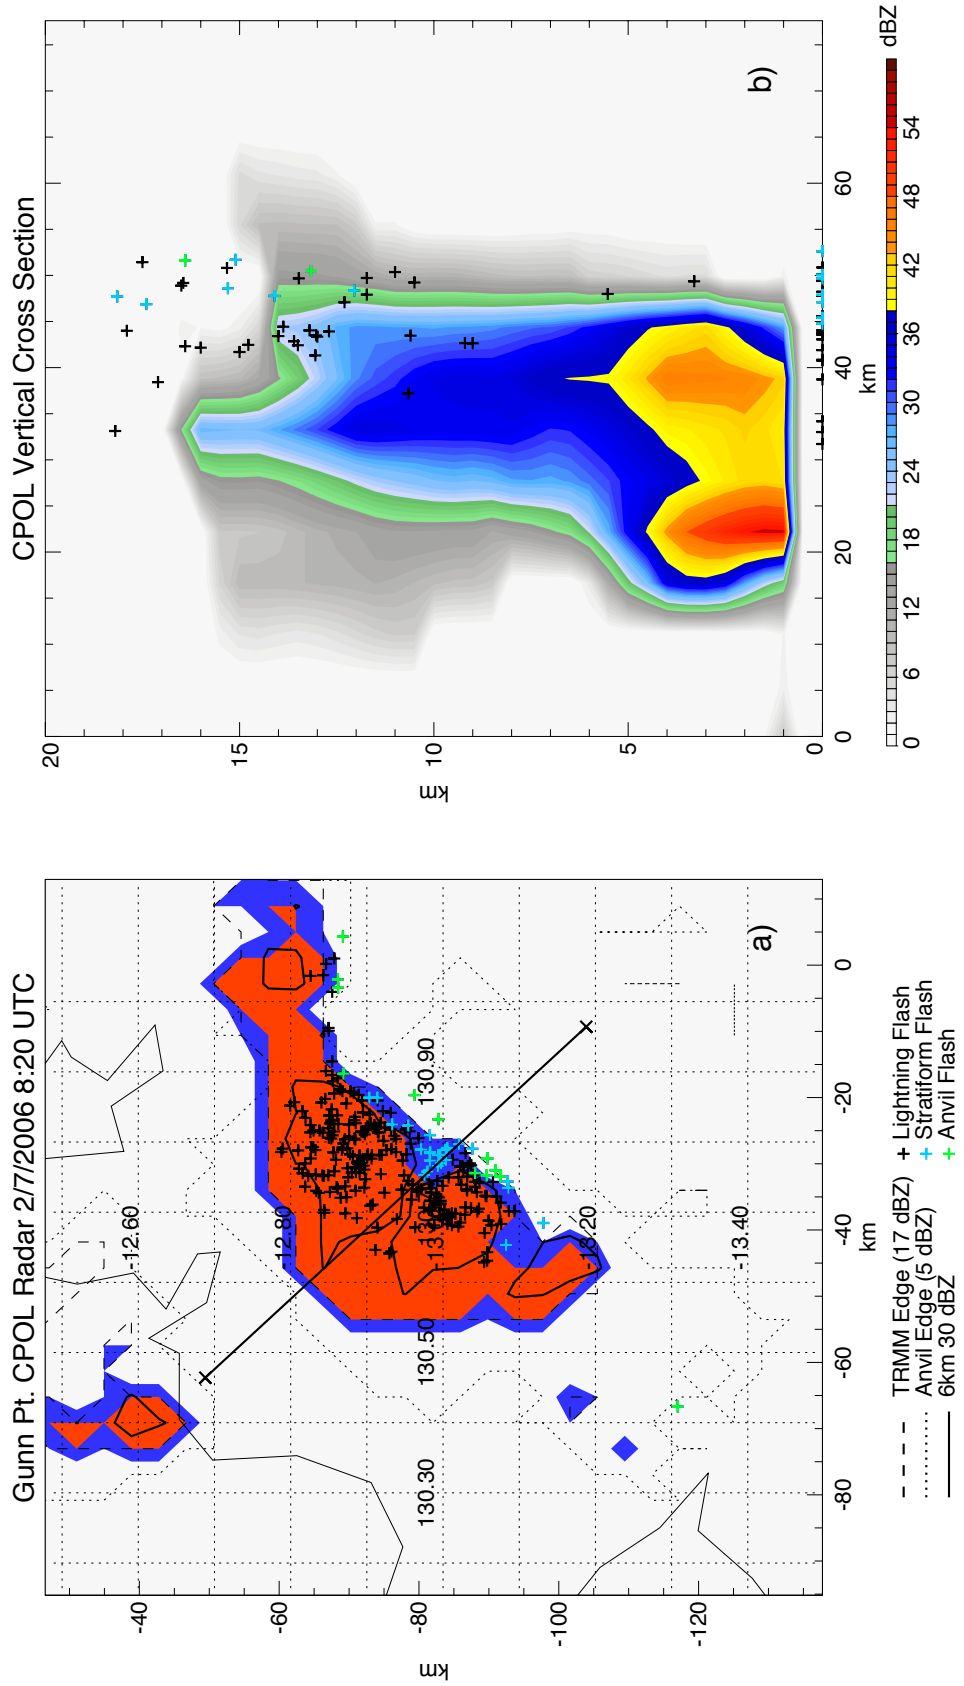 Gunn Pt. CPOL Radar 2/7/2006 8:20 UTC
-40
-60
-80
-100
-120
km
-80
-60
-40
-20
0
km
-12.60
-12.80
-13.20
-13.40
130.30
130.50
130.90
a)
TRMM Edge (17 dBZ)
Anvil Edge (5 dBZ)
6km 30 dBZ
Lightning Flash
Stratiform Flash
Anvil Flash
CPOL Vertical Cross Section
20
15
10
5
0
km
0
20
40
60
km
b)
0
6
12
18
24
30
36
42
48
54
dBZ